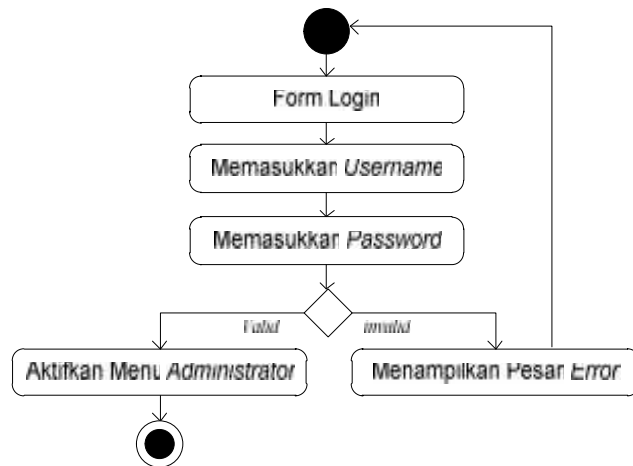 Form Login
Memasukkan Username
Memasukkan Password
Valid
invalid
Aktifkan Menu Administrator
Menampilkan Pesan Error